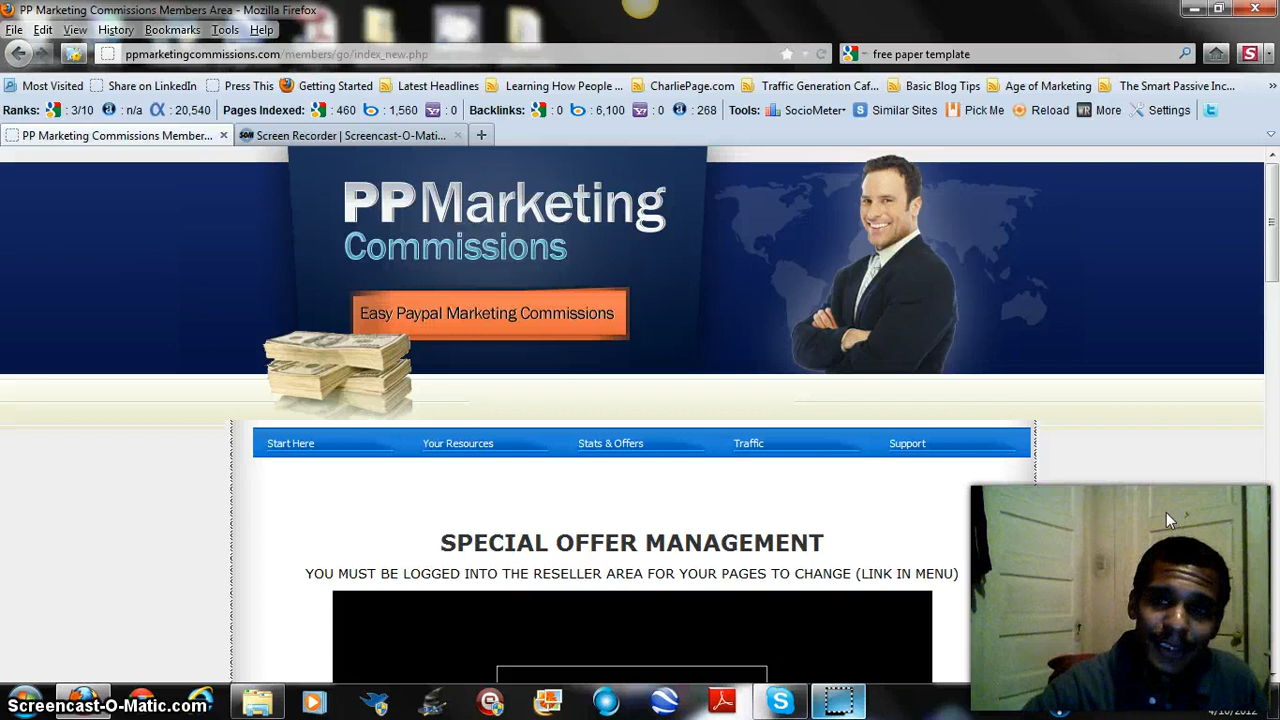 PP Marketing Commissions Members Area - Mozilla Firefox
File Edit View History Bookmarks Tools Help
ppmarketingcommissions.com/members/go/index_new.php
free paper template
Most Visited Share on LinkedIn Press This Getting Started Latest Headlines Learning How People ... CharliePage.com Traffic Generation Caf... Basic Blog Tips Age of Marketing The Smart Passive Inc...
Ranks: : 3/10 : n/a : 20,540 Pages Indexed: : 460 : 1,560 : 0 Backlinks: : 0 : 6,100 : 0 : 268 Tools: SocioMeter Similar Sites Pick Me Reload More Settings
PP Marketing Commissions Member... Screen Recorder | Screencast-O-Mati...
PPMarketing
Commissions
Easy Paypal Marketing Commissions
Start Here Your Resources Stats & Offers Traffic Support
SPECIAL OFFER MANAGEMENT
YOU MUST BE LOGGED INTO THE RESELLER AREA FOR YOUR PAGES TO CHANGE (LINK IN MENU)
Screencast-O-Matic.com
4/10/2012